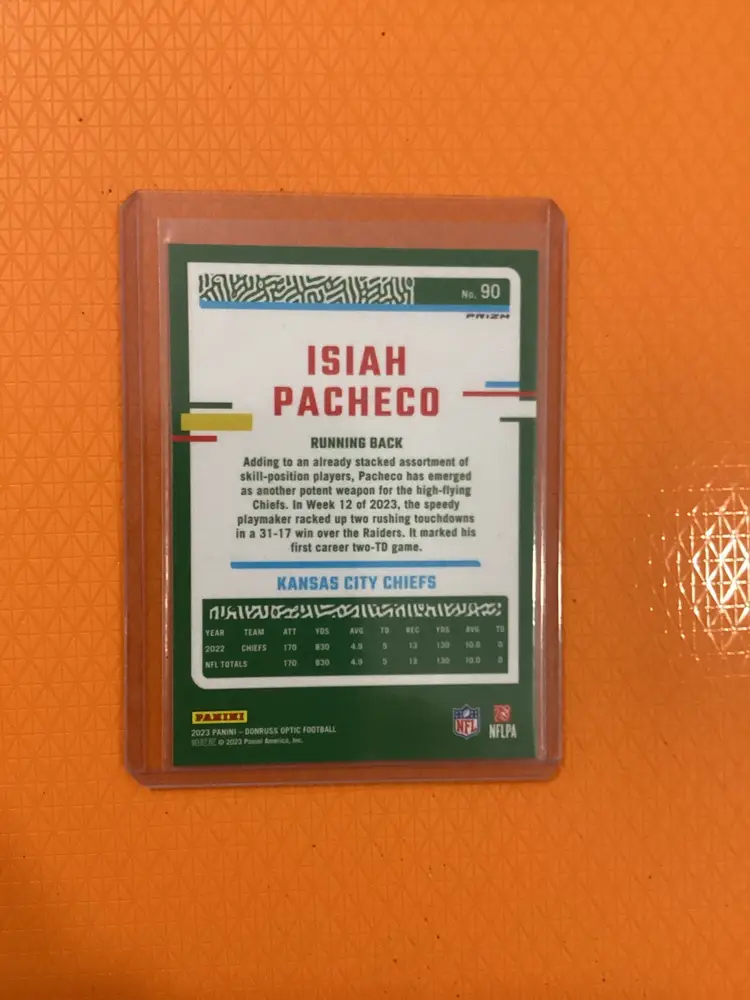 No. 90
PRIZM
ISIAH
PACHECO
RUNNING BACK
Adding to an already stacked assortment of
skill-position players, Pacheco has emerged
as another potent weapon for the high-flying
Chiefs. In Week 12 of 2023, the speedy
playmaker racked up two rushing touchdowns
in a 31-17 win over the Raiders. It marked his
first career two-TD game.
KANSAS CITY CHIEFS
YEAR TEAM ATT YDS AVG TD REC YDS AVG TD
2022 CHIEFS 170 830 4.9 5 13 130 10.0 0
NFL TOTALS 170 830 4.9 5 13 130 10.0 0
PANINI
2023 PANINI – DONRUSS OPTIC FOOTBALL
© 2023 Panini America, Inc.
NFL
NFLPA